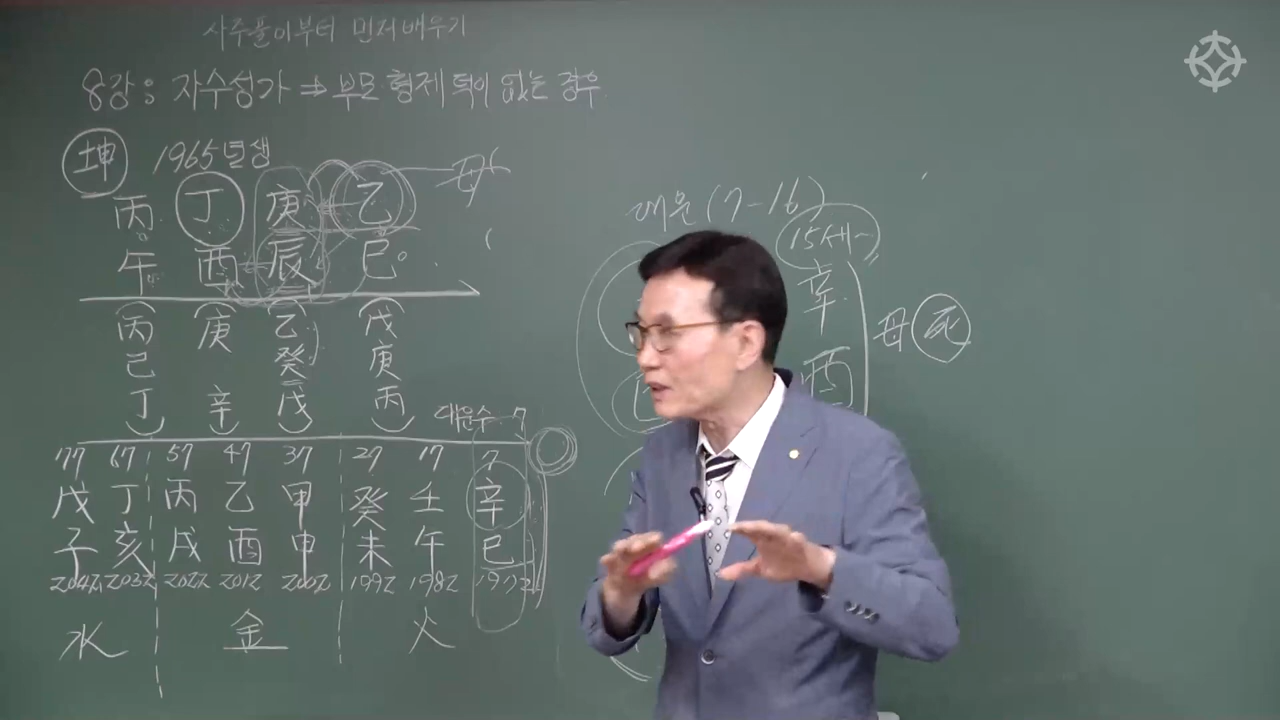 사주풀이부터 먼저배우기
8강: 자수성가 ⇒ 부모 형제 덕이 없는 경우
坤 1965년생
丙 丁 庚 乙 母
午 酉 辰 巳
丙 庚 乙 戊
己 癸 庚
丁 辛 戊 丙
대운수 7
77 67 57 47 37 27 17 7
戊 丁 丙 乙 甲 癸 壬 辛
子 亥 戌 酉 申 未 午 巳
2042 2032 2022 2012 2002 1992 1982 1972
水 金 火
대운(7-16)
15세~
辛
酉
母 死